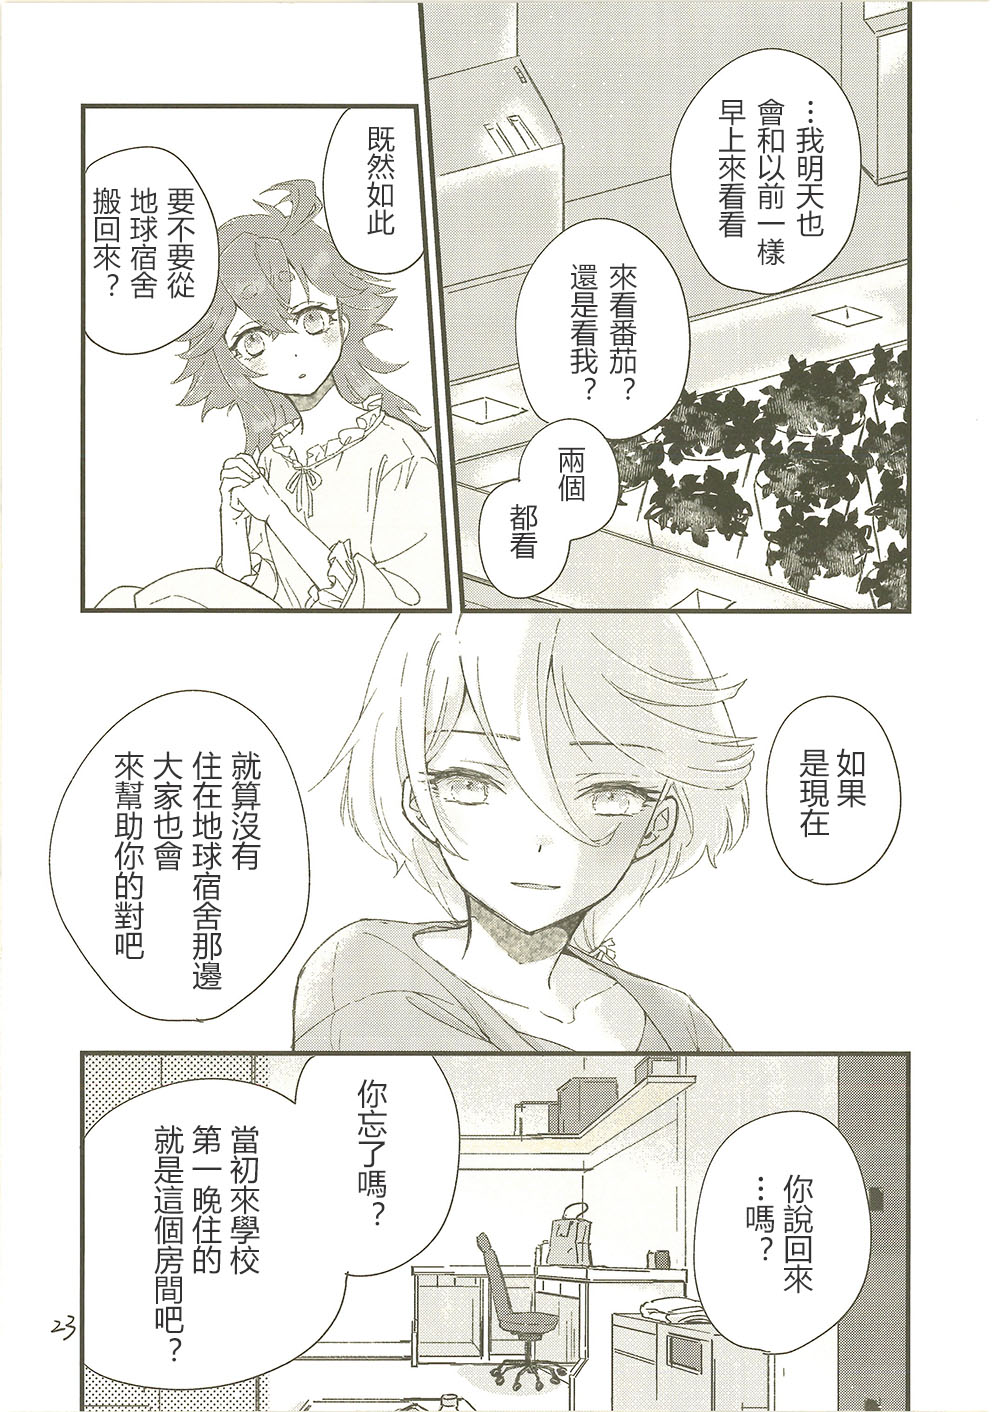 …我明天也
會和以前一樣
早上來看看
來看番茄？
還是看我？
兩個
都看
既然如此
要不要從
地球宿舍
搬回來？
如果
是現在
就算沒有
住在地球宿舍那邊
大家也會
來幫助你的對吧
你說回來
…嗎？
你忘了嗎？
當初來學校
第一晚住的
就是這個房間吧？
23